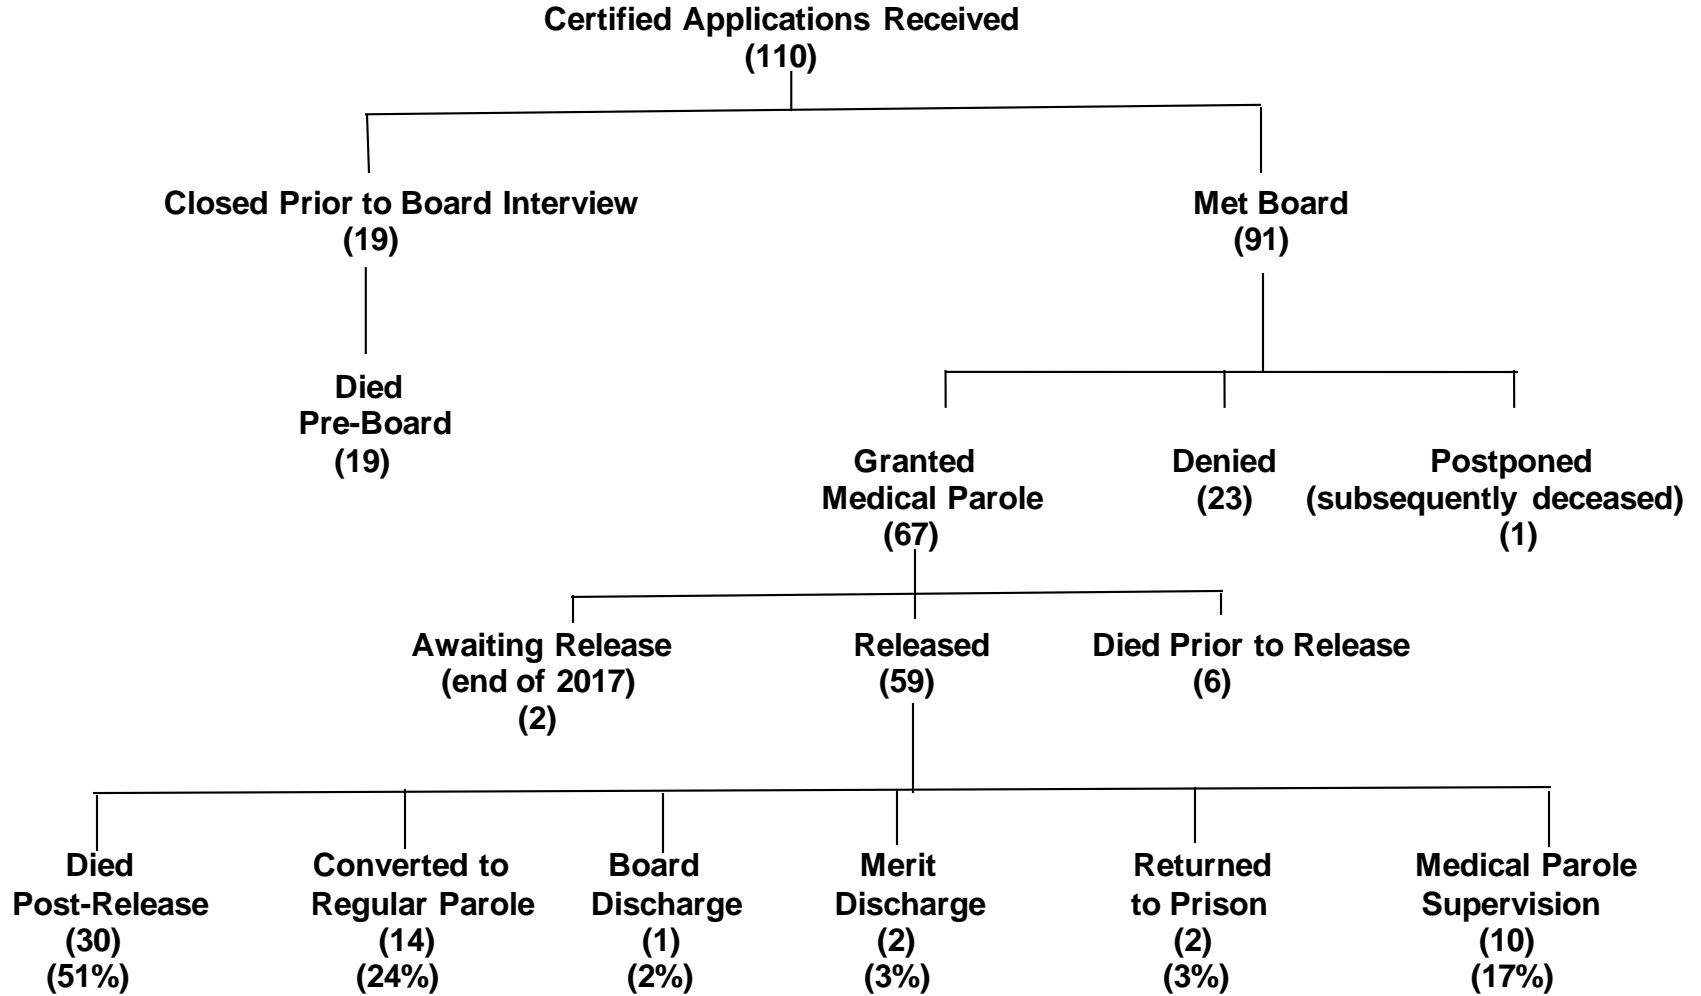 Certified Applications Received
(110)
Closed Prior to Board Interview
(19)
Met Board
(91)
Died
Pre-Board
(19)
Granted
Medical Parole
(67)
Denied
(23)
Postponed
(subsequently deceased)
(1)
Awaiting Release
(end of 2017)
(2)
Released
(59)
Died Prior to Release
(6)
Died
Post-Release
(30)
(51%)
Converted to
Regular Parole
(14)
(24%)
Board
Discharge
(1)
(2%)
Merit
Discharge
(2)
(3%)
Returned
to Prison
(2)
(3%)
Medical Parole
Supervision
(10)
(17%)